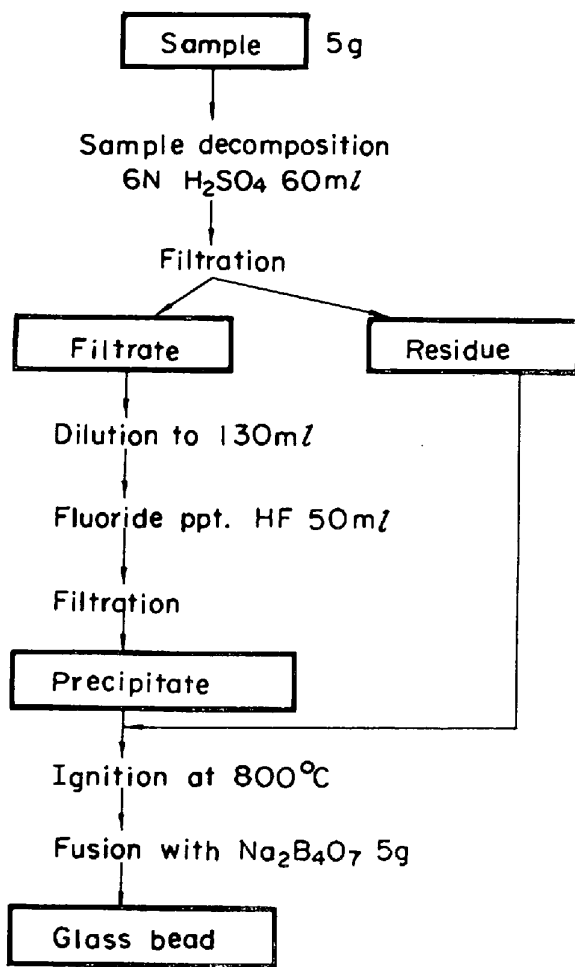 Sample 5g
Sample decomposition
6N H₂SO₄ 60ml
Filtration
Filtrate
Residue
Dilution to 130ml
Fluoride ppt. HF 50ml
Filtration
Precipitate
Ignition at 800°C
Fusion with Na₂B₄O₇ 5g
Glass bead